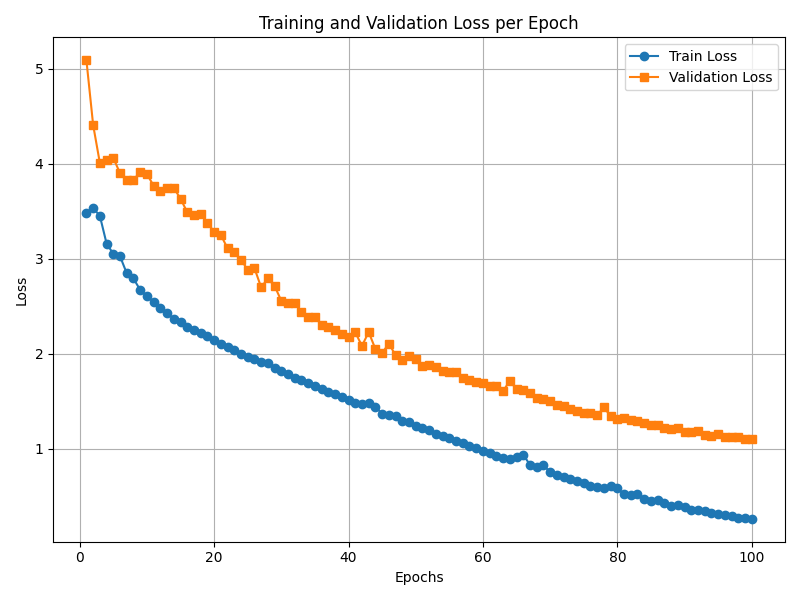 Training and Validation Loss per Epoch
Train Loss
Validation Loss
5
4
3
2
1
Loss
0 20 40 60 80 100
Epochs